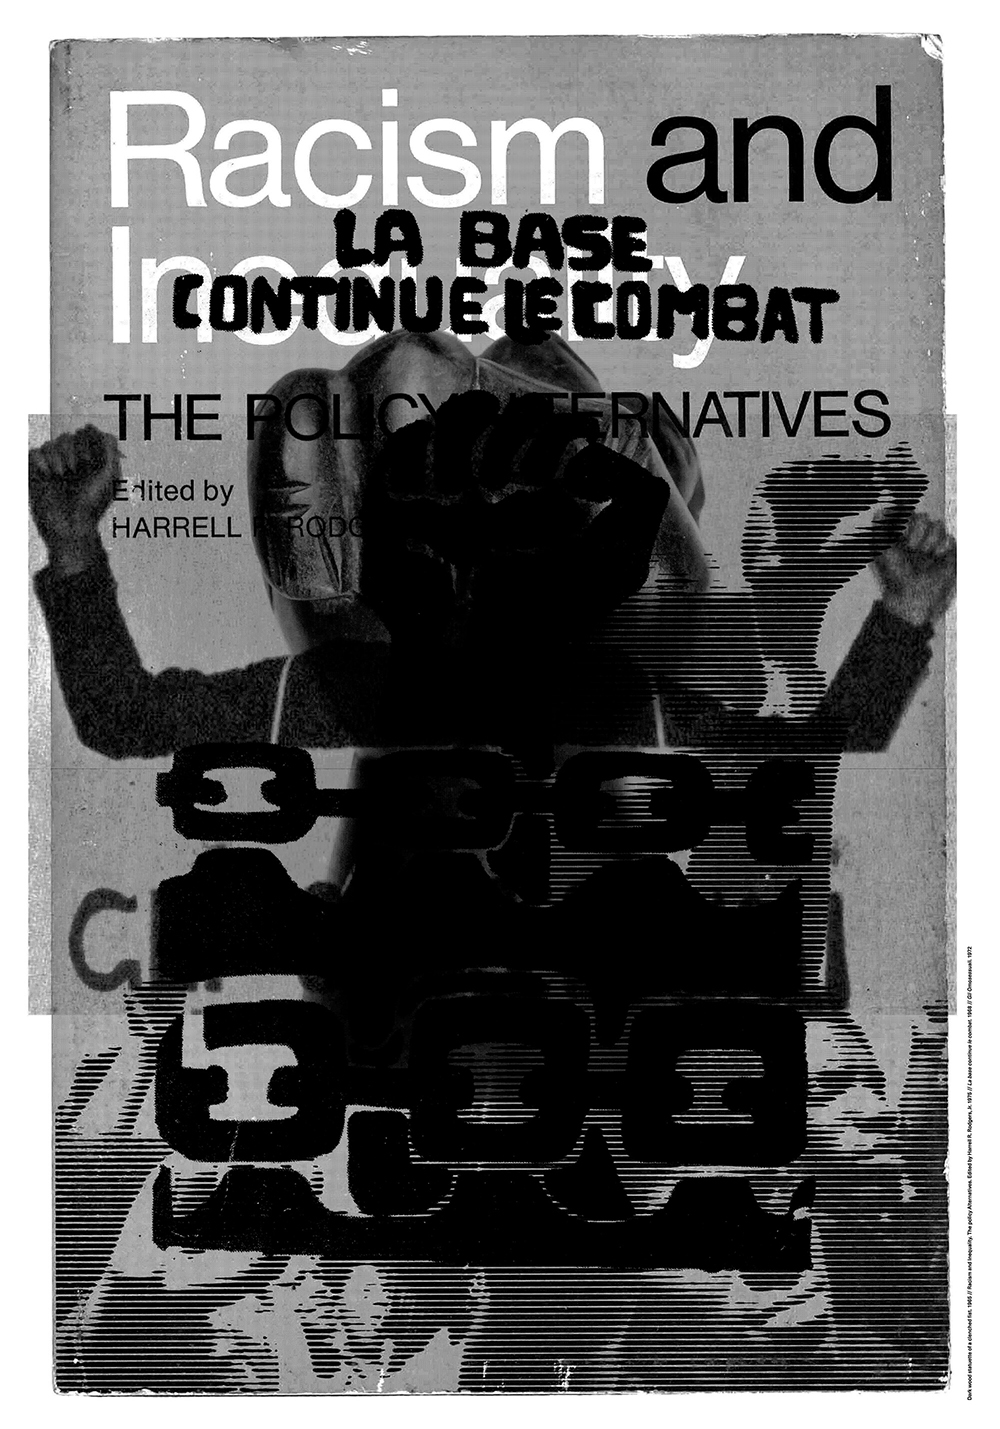 Racism and
Inequality
LA BASE
CONTINUE LE COMBAT
THE POLICY ALTERNATIVES
Edited by
HARRELL R. RODG
Dark wood statuette of a clenched fist, 1965 // Racism and Inequality. The policy Alternatives. Edited by Harrell R. Rodgers, Jr. 1975 // La base continue le combat. 1968 // Gli Omosessuali, 1972